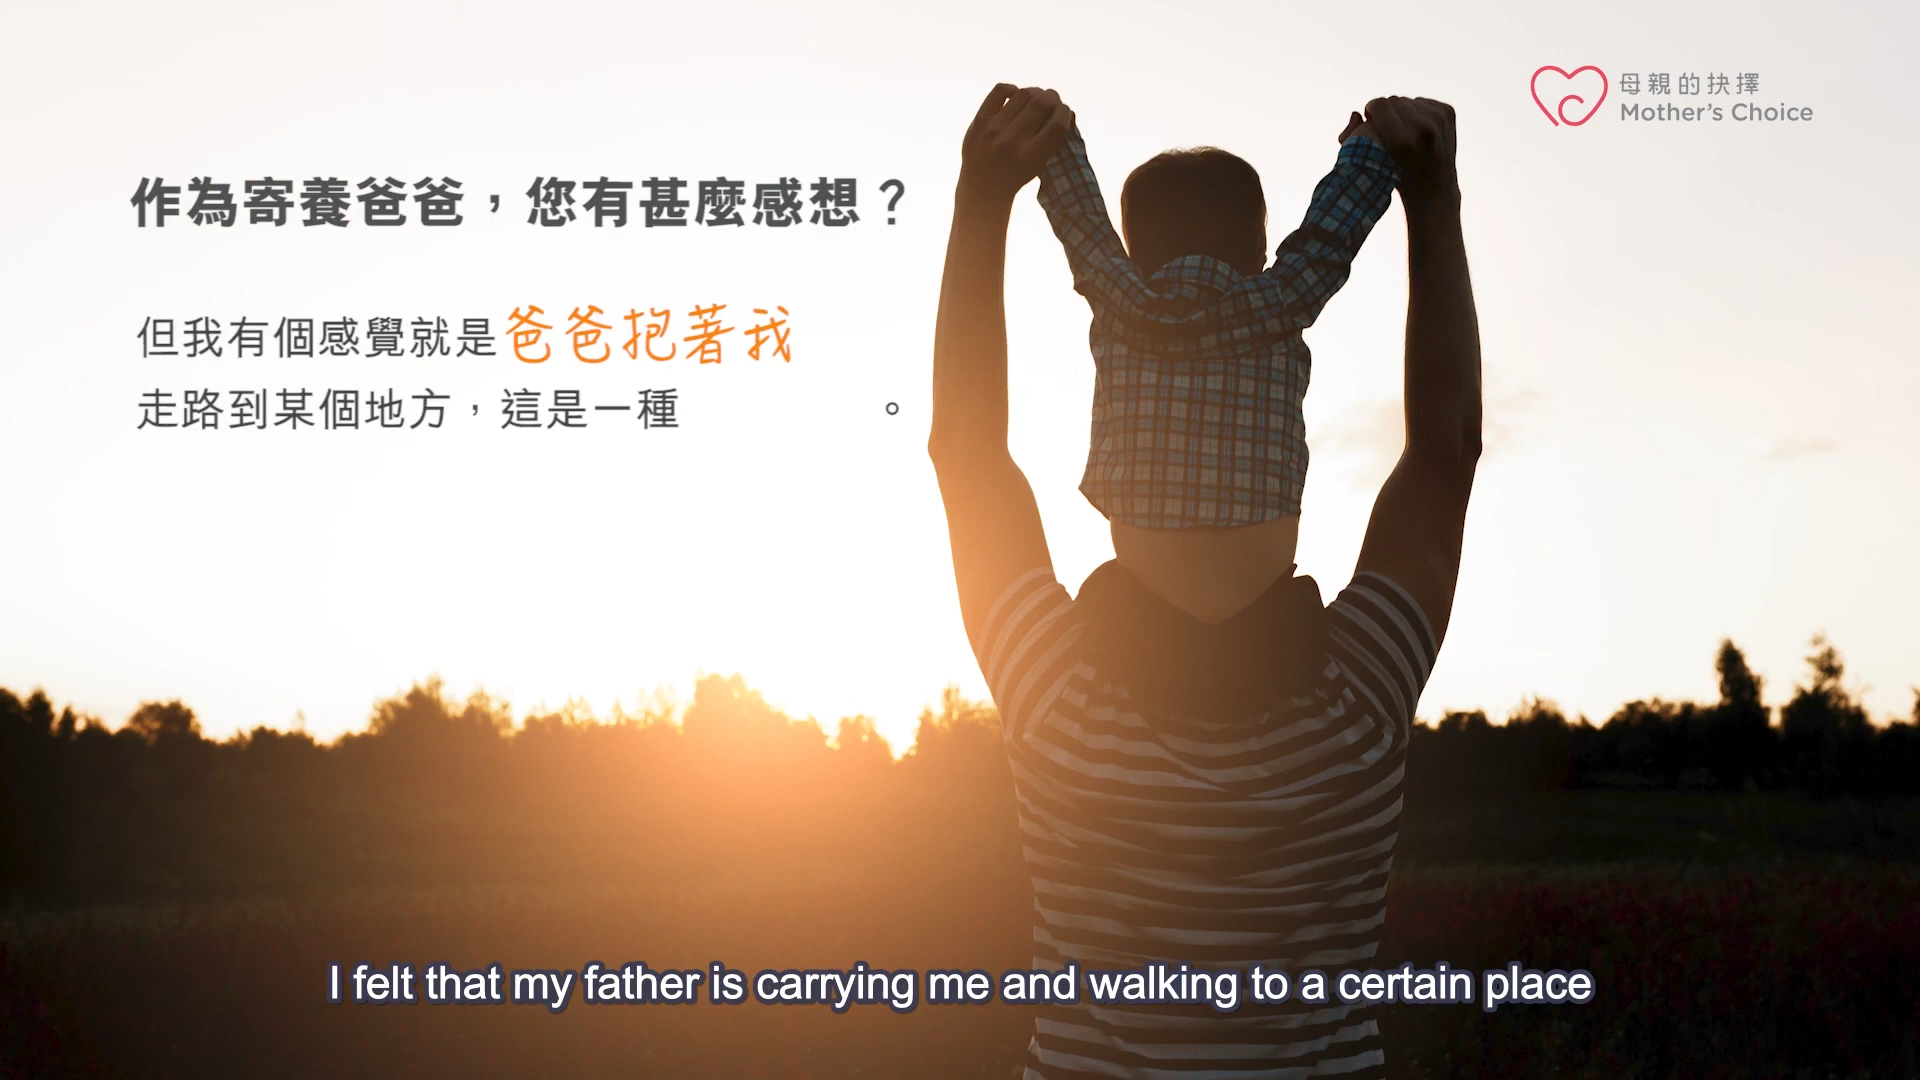 母親的抉擇
Mother's Choice
作為寄養爸爸，您有甚麼感想？
但我有個感覺就是爸爸抱著我
走路到某個地方，這是一種　　　　。
I felt that my father is carrying me and walking to a certain place